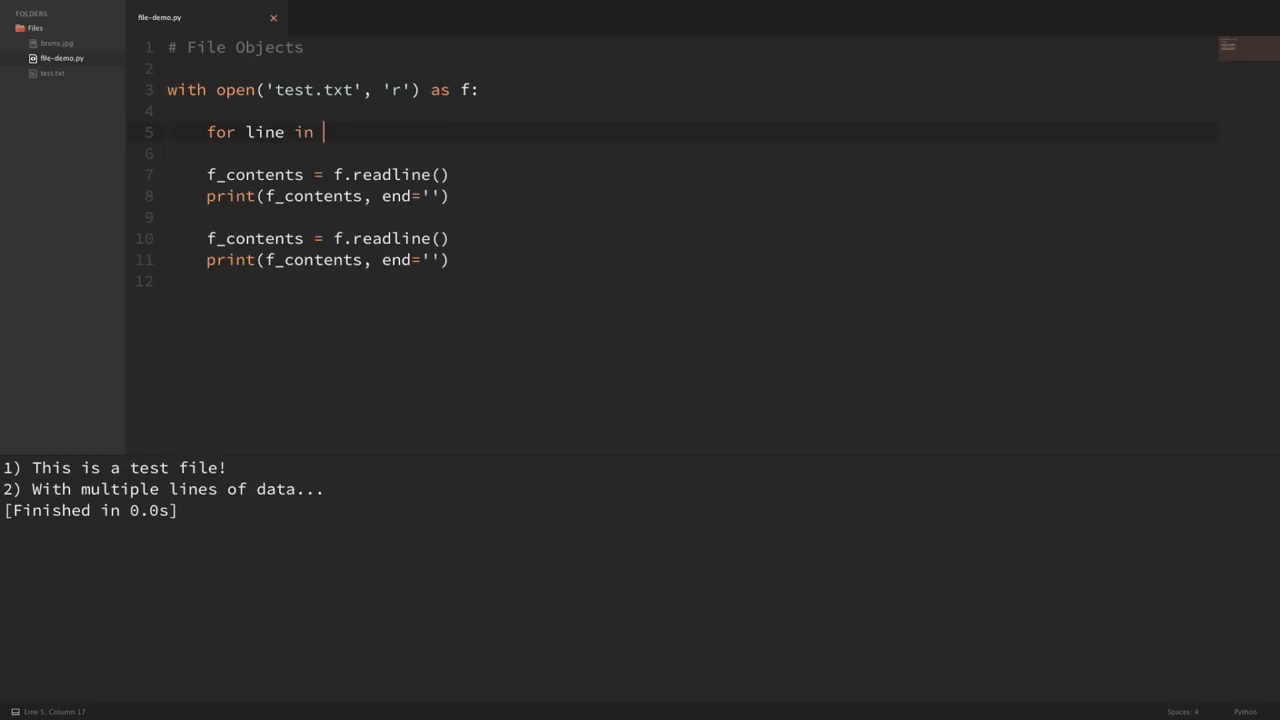 FOLDERS
Files
bronx.jpg
file-demo.py
test.txt
file-demo.py
1 # File Objects
2
3 with open('test.txt', 'r') as f:
4
5     for line in
6
7     f_contents = f.readline()
8     print(f_contents, end='')
9
10     f_contents = f.readline()
11     print(f_contents, end='')
12
1) This is a test file!
2) With multiple lines of data...
[Finished in 0.0s]
Line 5, Column 17
Spaces: 4
Python